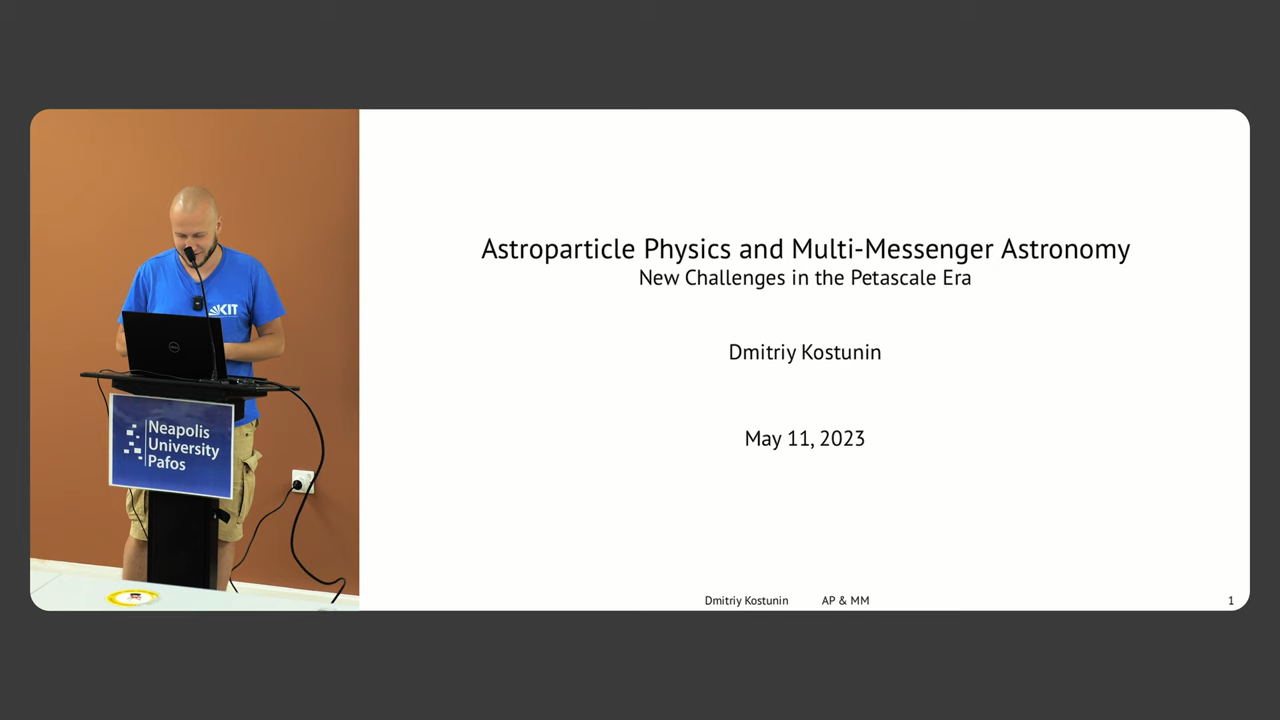 KIT
Neapolis
University
Pafos
Astroparticle Physics and Multi-Messenger Astronomy
New Challenges in the Petascale Era
Dmitriy Kostunin
May 11, 2023
Dmitriy Kostunin AP & MM 1